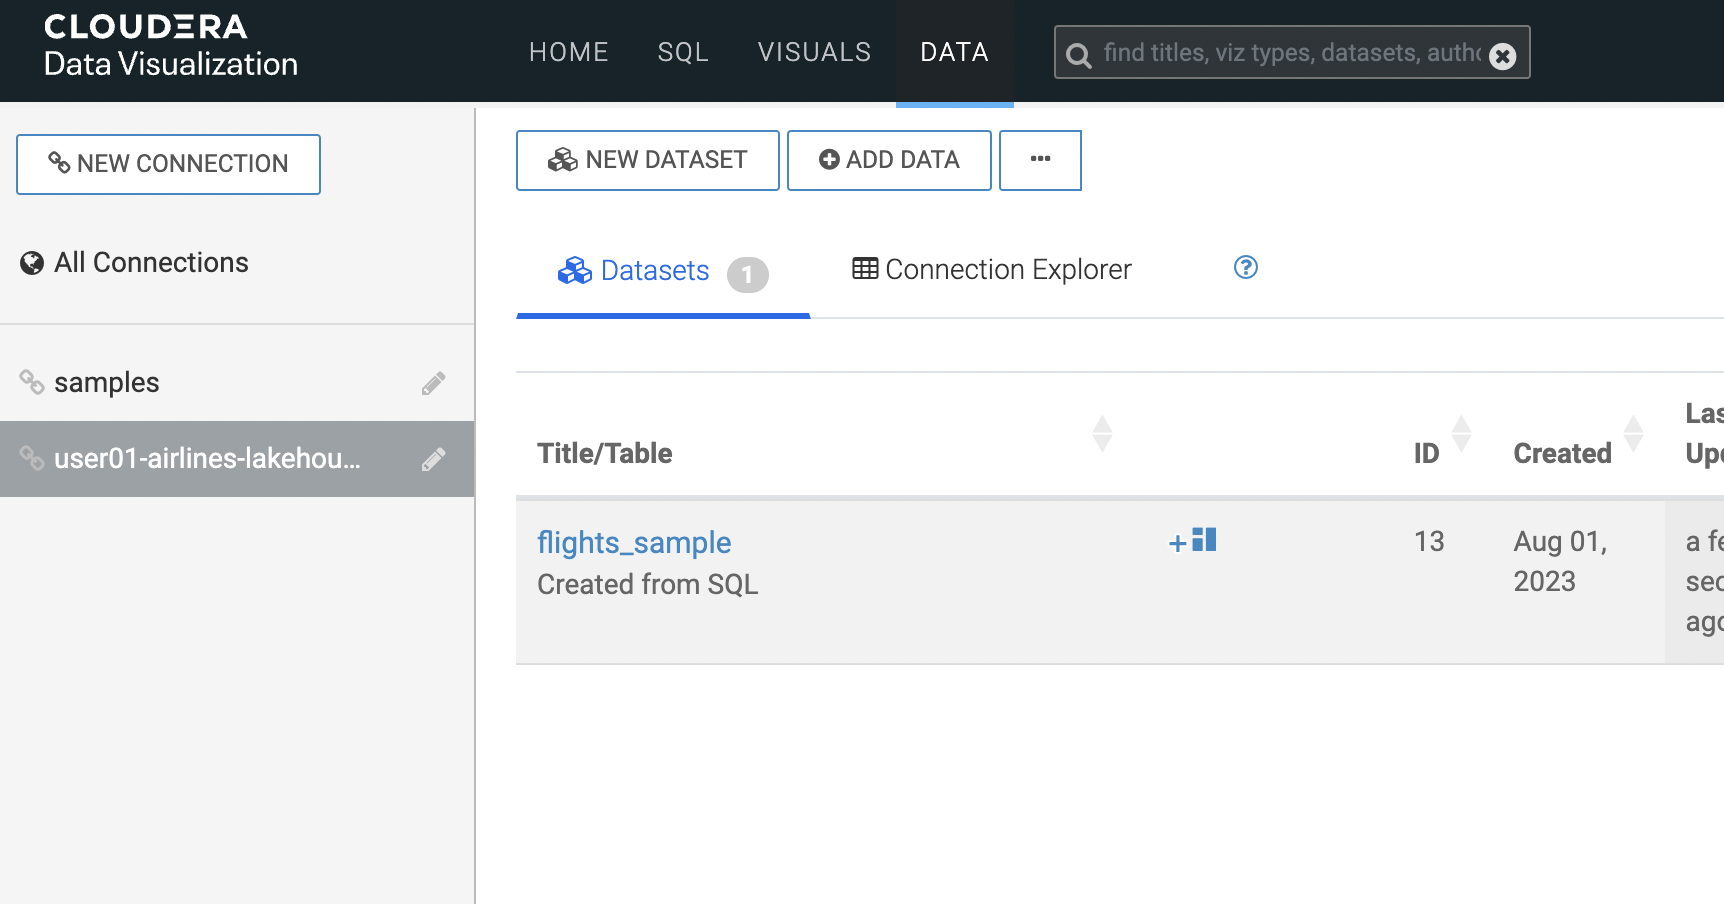 CLOUDERA
Data Visualization
HOME SQL VISUALS DATA
find titles, viz types, datasets, autho
NEW CONNECTION
NEW DATASET ADD DATA ...
All Connections
Datasets 1 Connection Explorer ?
samples
user01-airlines-lakehou...
Title/Table ID Created Las
Upd
flights_sample + 13 Aug 01, a fe
Created from SQL 2023 sec
ago